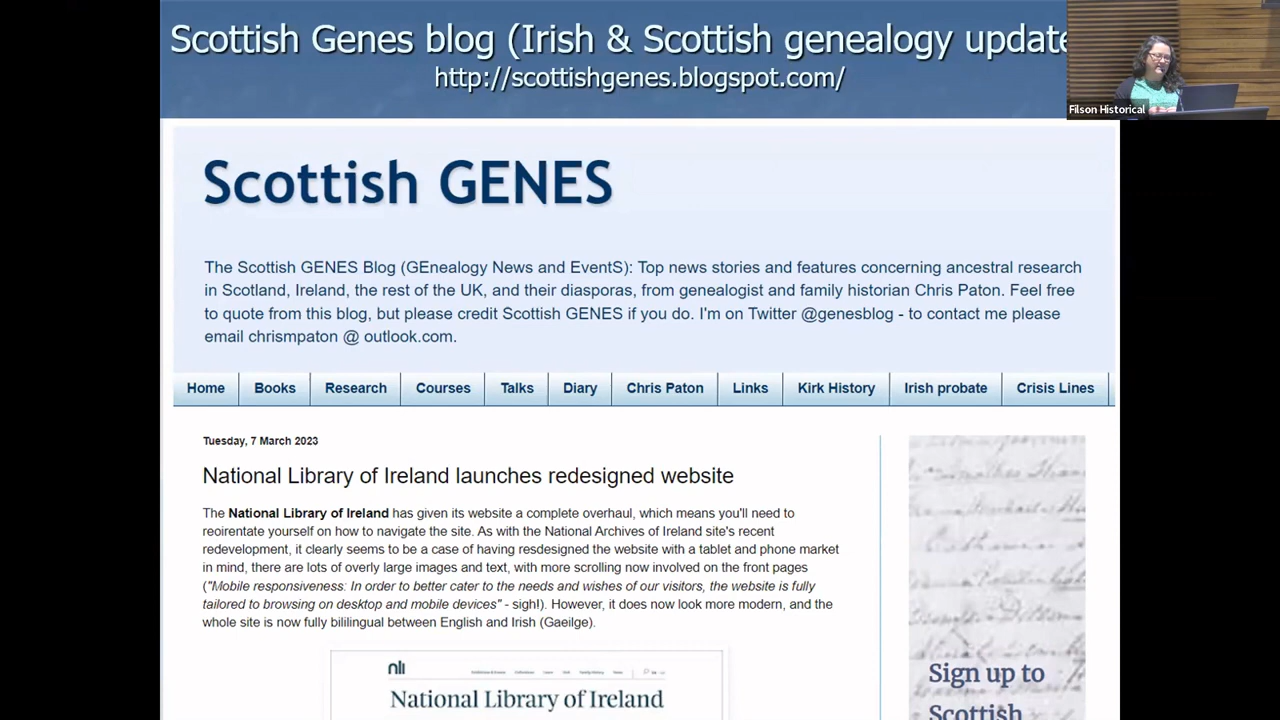 Scottish Genes blog (Irish & Scottish genealogy update
http://scottishgenes.blogspot.com/
Filson Historical
Scottish GENES
The Scottish GENES Blog (GEnealogy News and EventS): Top news stories and features concerning ancestral research
in Scotland, Ireland, the rest of the UK, and their diasporas, from genealogist and family historian Chris Paton. Feel free
to quote from this blog, but please credit Scottish GENES if you do. I'm on Twitter @genesblog - to contact me please
email chrismpaton @ outlook.com.
Home Books Research Courses Talks Diary Chris Paton Links Kirk History Irish probate Crisis Lines
Tuesday, 7 March 2023
National Library of Ireland launches redesigned website
The National Library of Ireland has given its website a complete overhaul, which means you'll need to
reoirentate yourself on how to navigate the site. As with the National Archives of Ireland site's recent
redevelopment, it clearly seems to be a case of having resdesigned the website with a tablet and phone market
in mind, there are lots of overly large images and text, with more scrolling now involved on the front pages
("Mobile responsiveness: In order to better cater to the needs and wishes of our visitors, the website is fully
tailored to browsing on desktop and mobile devices" - sigh!). However, it does now look more modern, and the
whole site is now fully bililingual between English and Irish (Gaeilge).
nli
National Library of Ireland
Sign up to
Scottish